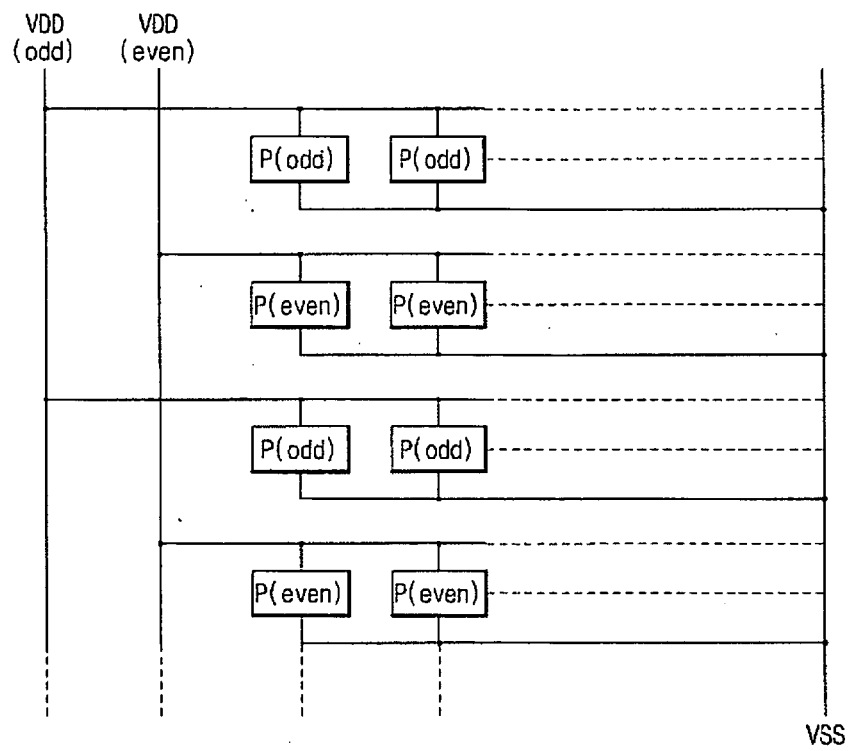 VDD
(odd)
VDD
(even)
P(odd)
P(odd)
P(even)
P(even)
P(odd)
P(odd)
P(even)
P(even)
VSS